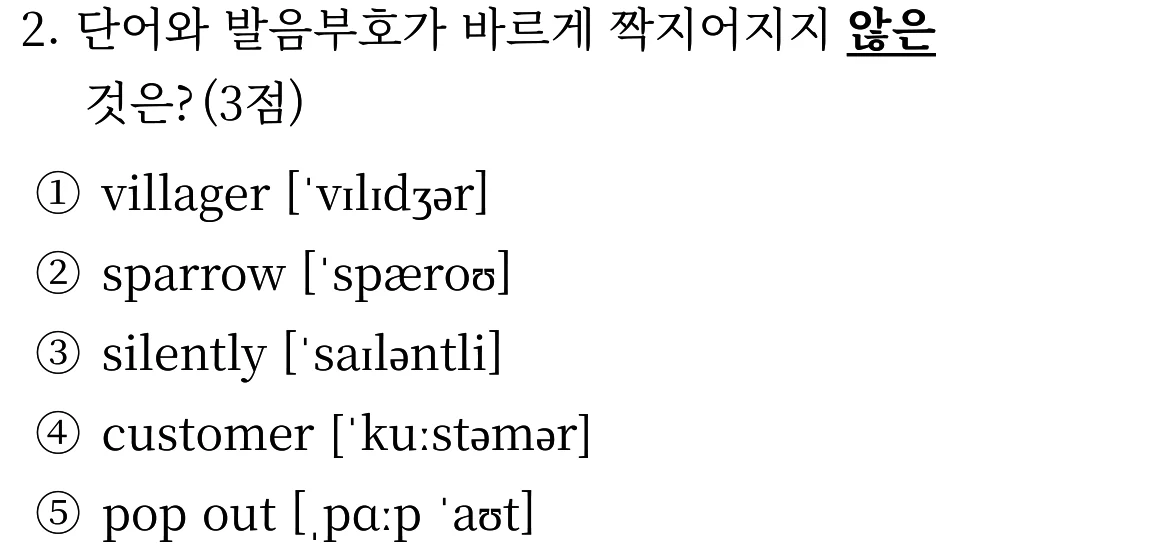 2. 단어와 발음부호가 바르게 짝지어지지 않은
것은? (3점)
① villager [ˈvɪlɪdʒər]
② sparrow [ˈspæroʊ]
③ silently [ˈsaɪləntli]
④ customer [ˈkuːstəmər]
⑤ pop out [ˌpɑːp ˈaʊt]